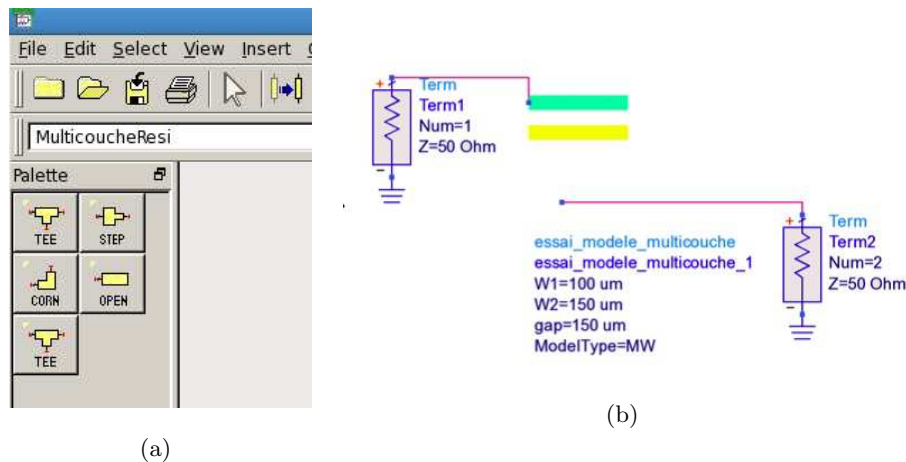 File Edit Select View Insert
MulticoucheResi
Palette
TEE STEP
CORN OPEN
TEE
(a)
Term
Term1
Num=1
Z=50 Ohm
essai_modele_multicouche
essai_modele_multicouche_1
W1=100 um
W2=150 um
gap=150 um
ModelType=MW
Term
Term2
Num=2
Z=50 Ohm
(b)